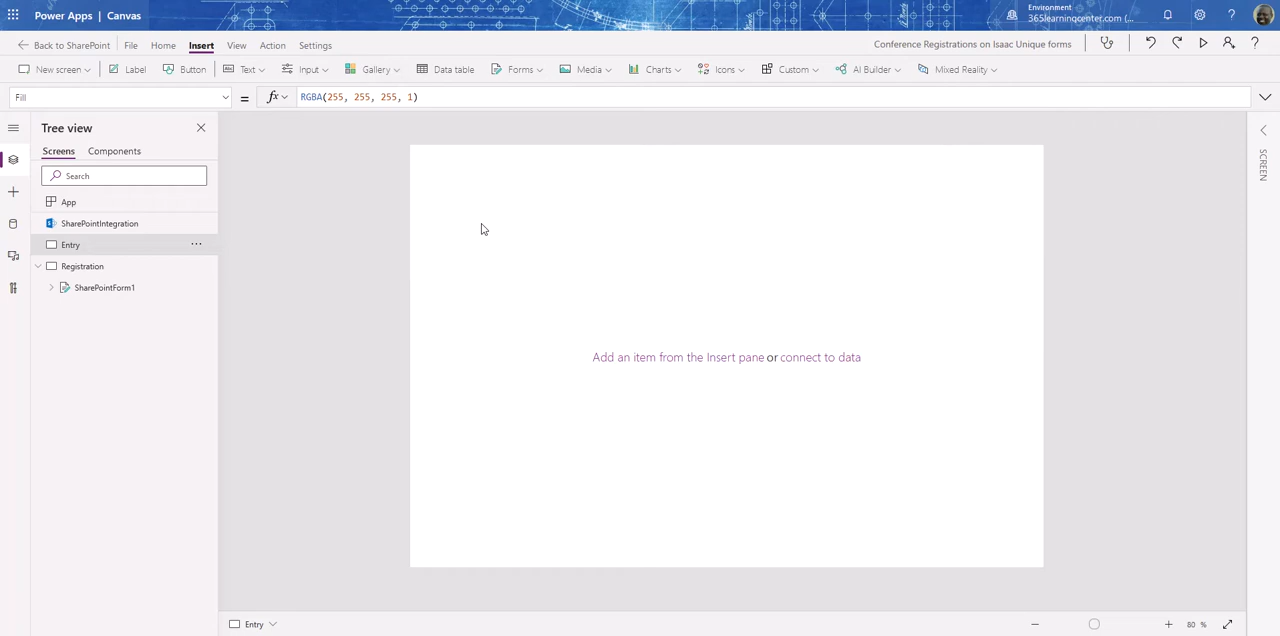 Power Apps | Canvas
Environment
365learningcenter.com (...
Back to SharePoint File Home Insert View Action Settings
Conference Registrations on Isaac Unique forms
New screen Label Button Text Input Gallery Data table Forms Media Charts Icons Custom AI Builder Mixed Reality
Fill = fx RGBA(255, 255, 255, 1)
Tree view
Screens Components
Search
App
SharePointIntegration
Entry ...
Registration
SharePointForm1
Add an item from the Insert pane or connect to data
SCREEN
Entry
80 %